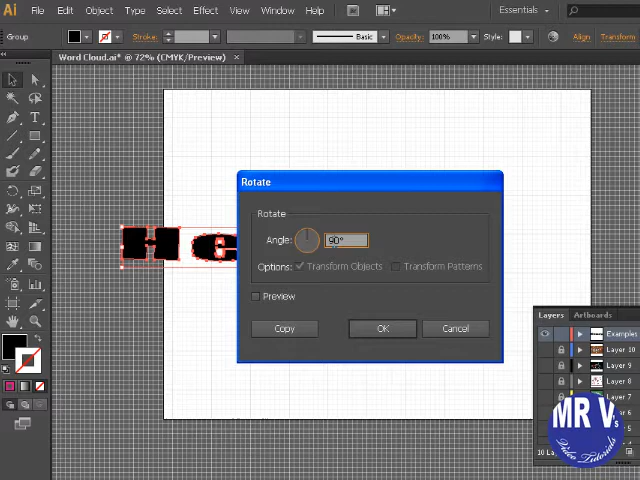 Ai File Edit Object Type Select Effect View Window Help Essentials
Group Stroke: Basic Opacity: 100% Style: Align Transform
Word Cloud.ai* @ 72% (CMYK/Preview) ×
Rotate
Rotate
Angle: 90°
Options: Transform Objects Transform Patterns
Preview
Copy OK Cancel
Layers Artboards
Examples
Layer 10
Layer 9
Layer 8
MR Vs
Video Tutorials